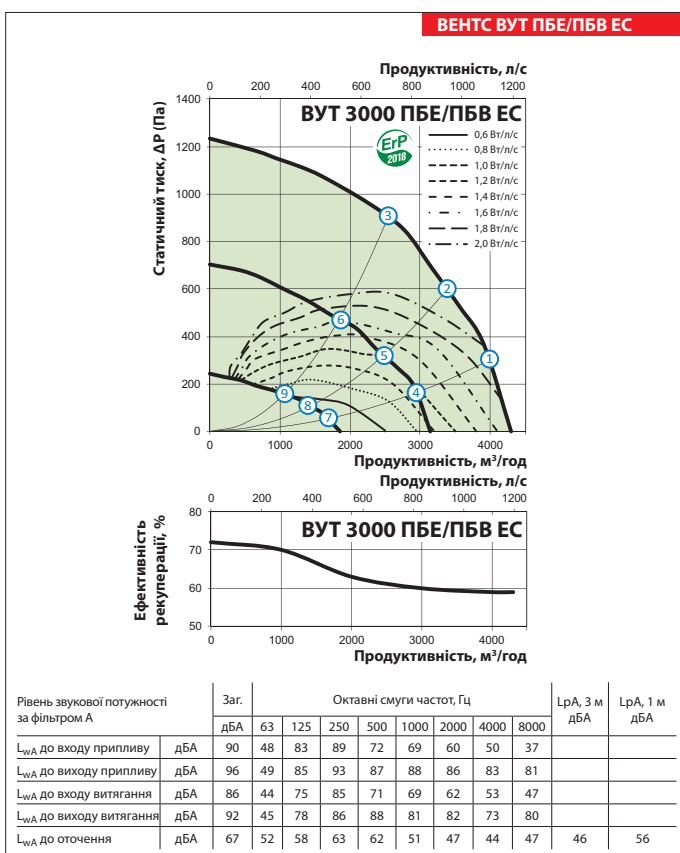 ВЕНТС ВУТ ПБЕ/ПБВ ЕС
Продуктивність, л/с
0 200 400 600 800 1000 1200
ВУТ 3000 ПБЕ/ПБВ ЕС
ErP
2018
0,6 Вт/л/с
0,8 Вт/л/с
1,0 Вт/л/с
1,2 Вт/л/с
1,4 Вт/л/с
1,6 Вт/л/с
1,8 Вт/л/с
2,0 Вт/л/с
Статичний тиск, ΔP (Па)
1400
1200
1000
800
600
400
200
0
3
2
6
5
1
9
8
7
4
0 1000 2000 3000 4000
Продуктивність, м³/год
Продуктивність, л/с
0 200 400 600 800 1000 1200
ВУТ 3000 ПБЕ/ПБВ ЕС
Ефективність
рекуперації, %
80
70
60
50
0 1000 2000 3000 4000
Продуктивність, м³/год
Рівень звукової потужності
за фільтром А
Заг. Октавні смуги частот, Гц LpA, 3 м LpA, 1 м
дБА 63 125 250 500 1000 2000 4000 8000 дБА дБА
LwA до входу припливу дБА 90 48 83 89 72 69 60 50 37
LwA до виходу припливу дБА 96 49 85 93 87 88 86 83 81
LwA до входу витягання дБА 86 44 75 85 71 69 62 53 47
LwA до виходу витягання дБА 92 45 78 86 88 81 82 73 80
LwA до оточення дБА 67 52 58 63 62 51 47 44 47 46 56